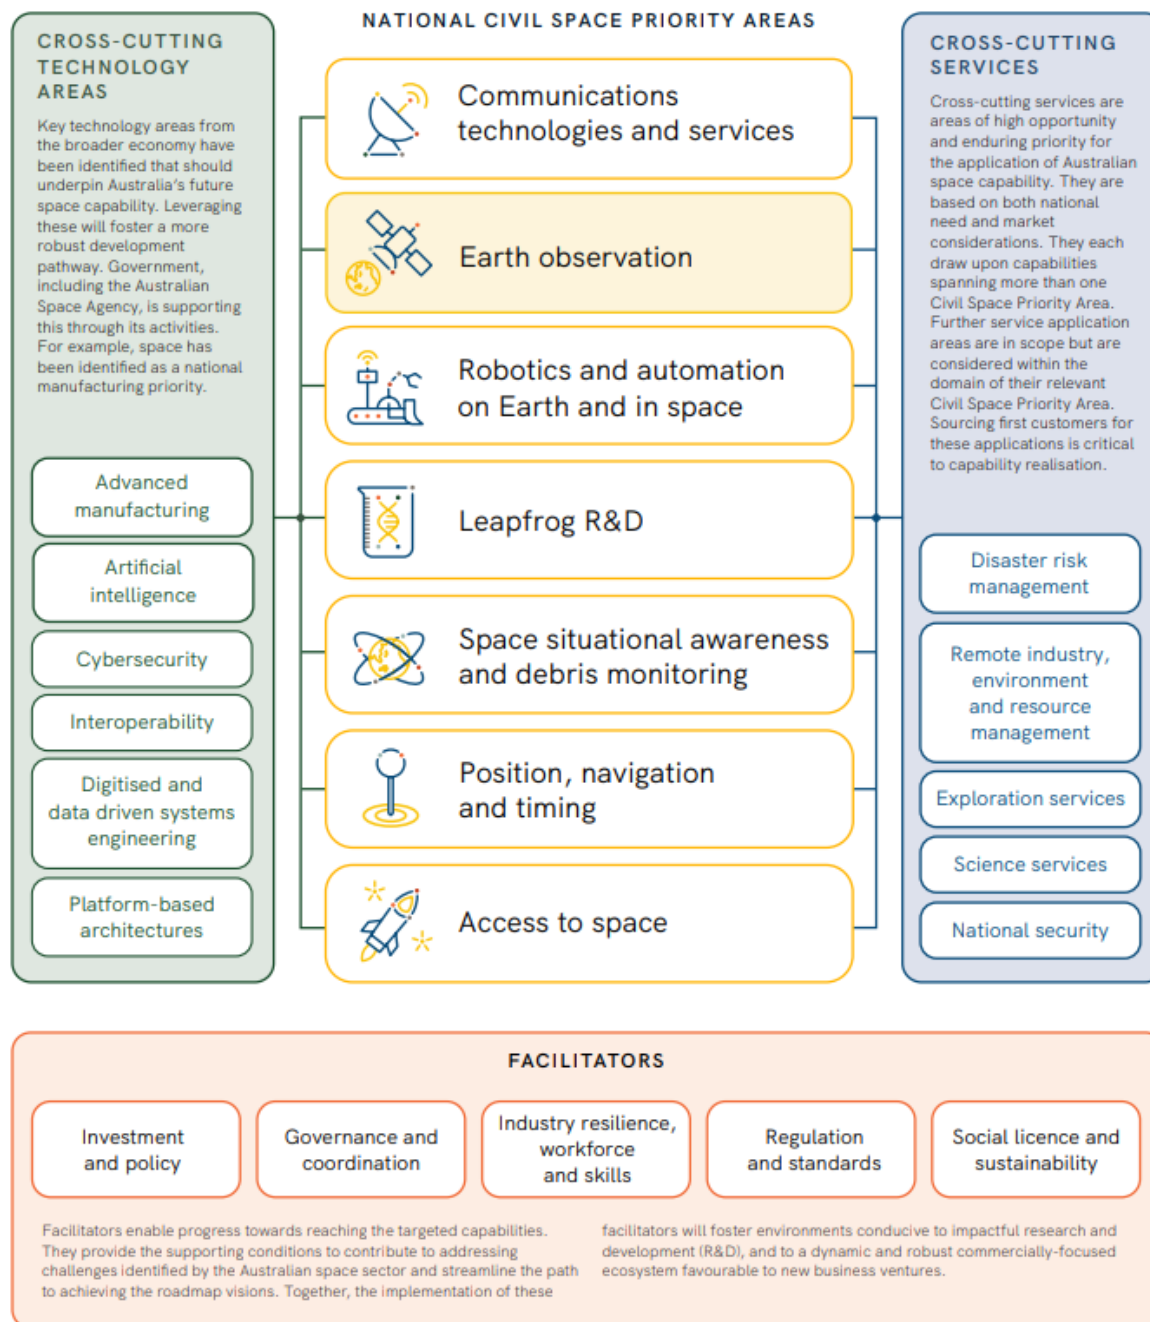 NATIONAL CIVIL SPACE PRIORITY AREAS
CROSS-CUTTING
TECHNOLOGY
AREAS
Key technology areas from
the broader economy have
been identified that should
underpin Australia's future
space capability. Leveraging
these will foster a more
robust development
pathway. Government,
including the Australian
Space Agency, is supporting
this through its activities.
For example, space has
been identified as a national
manufacturing priority.
Advanced
manufacturing
Artificial
intelligence
Cybersecurity
Interoperability
Digitised and
data driven systems
engineering
Platform-based
architectures
Communications
technologies and services
Earth observation
Robotics and automation
on Earth and in space
Leapfrog R&D
Space situational awareness
and debris monitoring
Position, navigation
and timing
Access to space
CROSS-CUTTING
SERVICES
Cross-cutting services are
areas of high opportunity
and enduring priority for
the application of Australian
space capability. They are
based on both national
need and market
considerations. They each
draw upon capabilities
spanning more than one
Civil Space Priority Area.
Further service application
areas are in scope but are
considered within the
domain of their relevant
Civil Space Priority Area.
Sourcing first customers for
these applications is critical
to capability realisation.
Disaster risk
management
Remote industry,
environment
and resource
management
Exploration services
Science services
National security
FACILITATORS
Investment
and policy
Governance and
coordination
Industry resilience,
workforce
and skills
Regulation
and standards
Social licence and
sustainability
Facilitators enable progress towards reaching the targeted capabilities.
They provide the supporting conditions to contribute to addressing
challenges identified by the Australian space sector and streamline the path
to achieving the roadmap visions. Together, the implementation of these
facilitators will foster environments conducive to impactful research and
development (R&D), and to a dynamic and robust commercially-focused
ecosystem favourable to new business ventures.